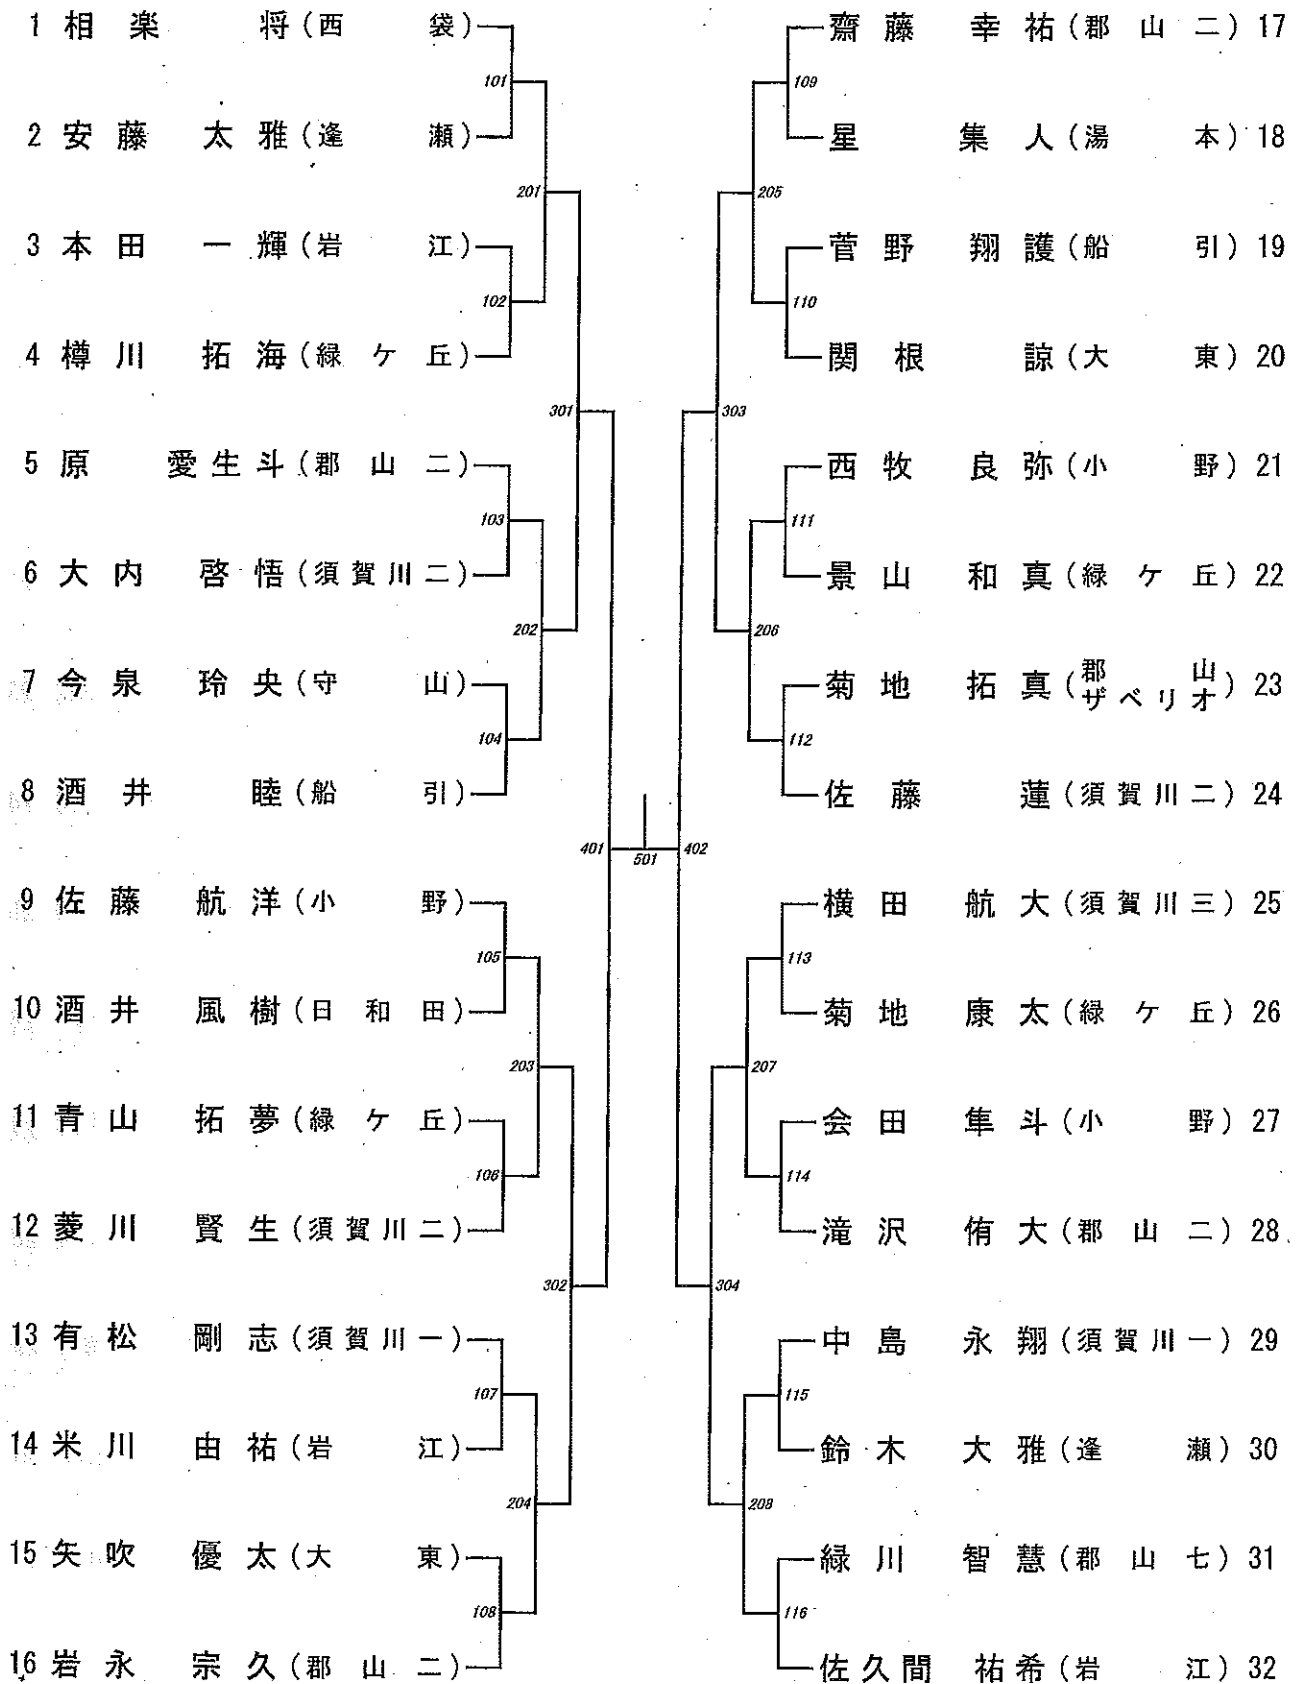 1 相楽 将(西袋)
101
2 安藤 太雅(逢瀬)
201
3 本田 一輝(岩江)
102
4 樽川 拓海(緑ケ丘)
301
5 原 愛生斗(郡山二)
103
6 大内 啓悟(須賀川二)
202
7 今泉 玲央(守山)
104
8 酒井 睦(船引)
401
9 佐藤 航洋(小野)
105
10 酒井 風樹(日和田)
203
11 青山 拓夢(緑ケ丘)
106
12 菱川 賢生(須賀川二)
302
13 有松 剛志(須賀川一)
107
14 米川 由祐(岩江)
204
15 矢吹 優太(大東)
108
16 岩永 宗久(郡山二)
501
齋藤 幸祐(郡山二) 17
109
星 集人(湯本) 18
205
菅野 翔護(船引) 19
110
関根 諒(大東) 20
303
西牧 良弥(小野) 21
111
景山 和真(緑ケ丘) 22
206
菊地 拓真(郡山ザベリオ) 23
112
佐藤 蓮(須賀川二) 24
402
横田 航大(須賀川三) 25
113
菊地 康太(緑ケ丘) 26
207
会田 隼斗(小野) 27
114
滝沢 侑大(郡山二) 28
304
中島 永翔(須賀川一) 29
115
鈴木 大雅(逢瀬) 30
208
緑川 智慧(郡山七) 31
116
佐久間 祐希(岩江) 32